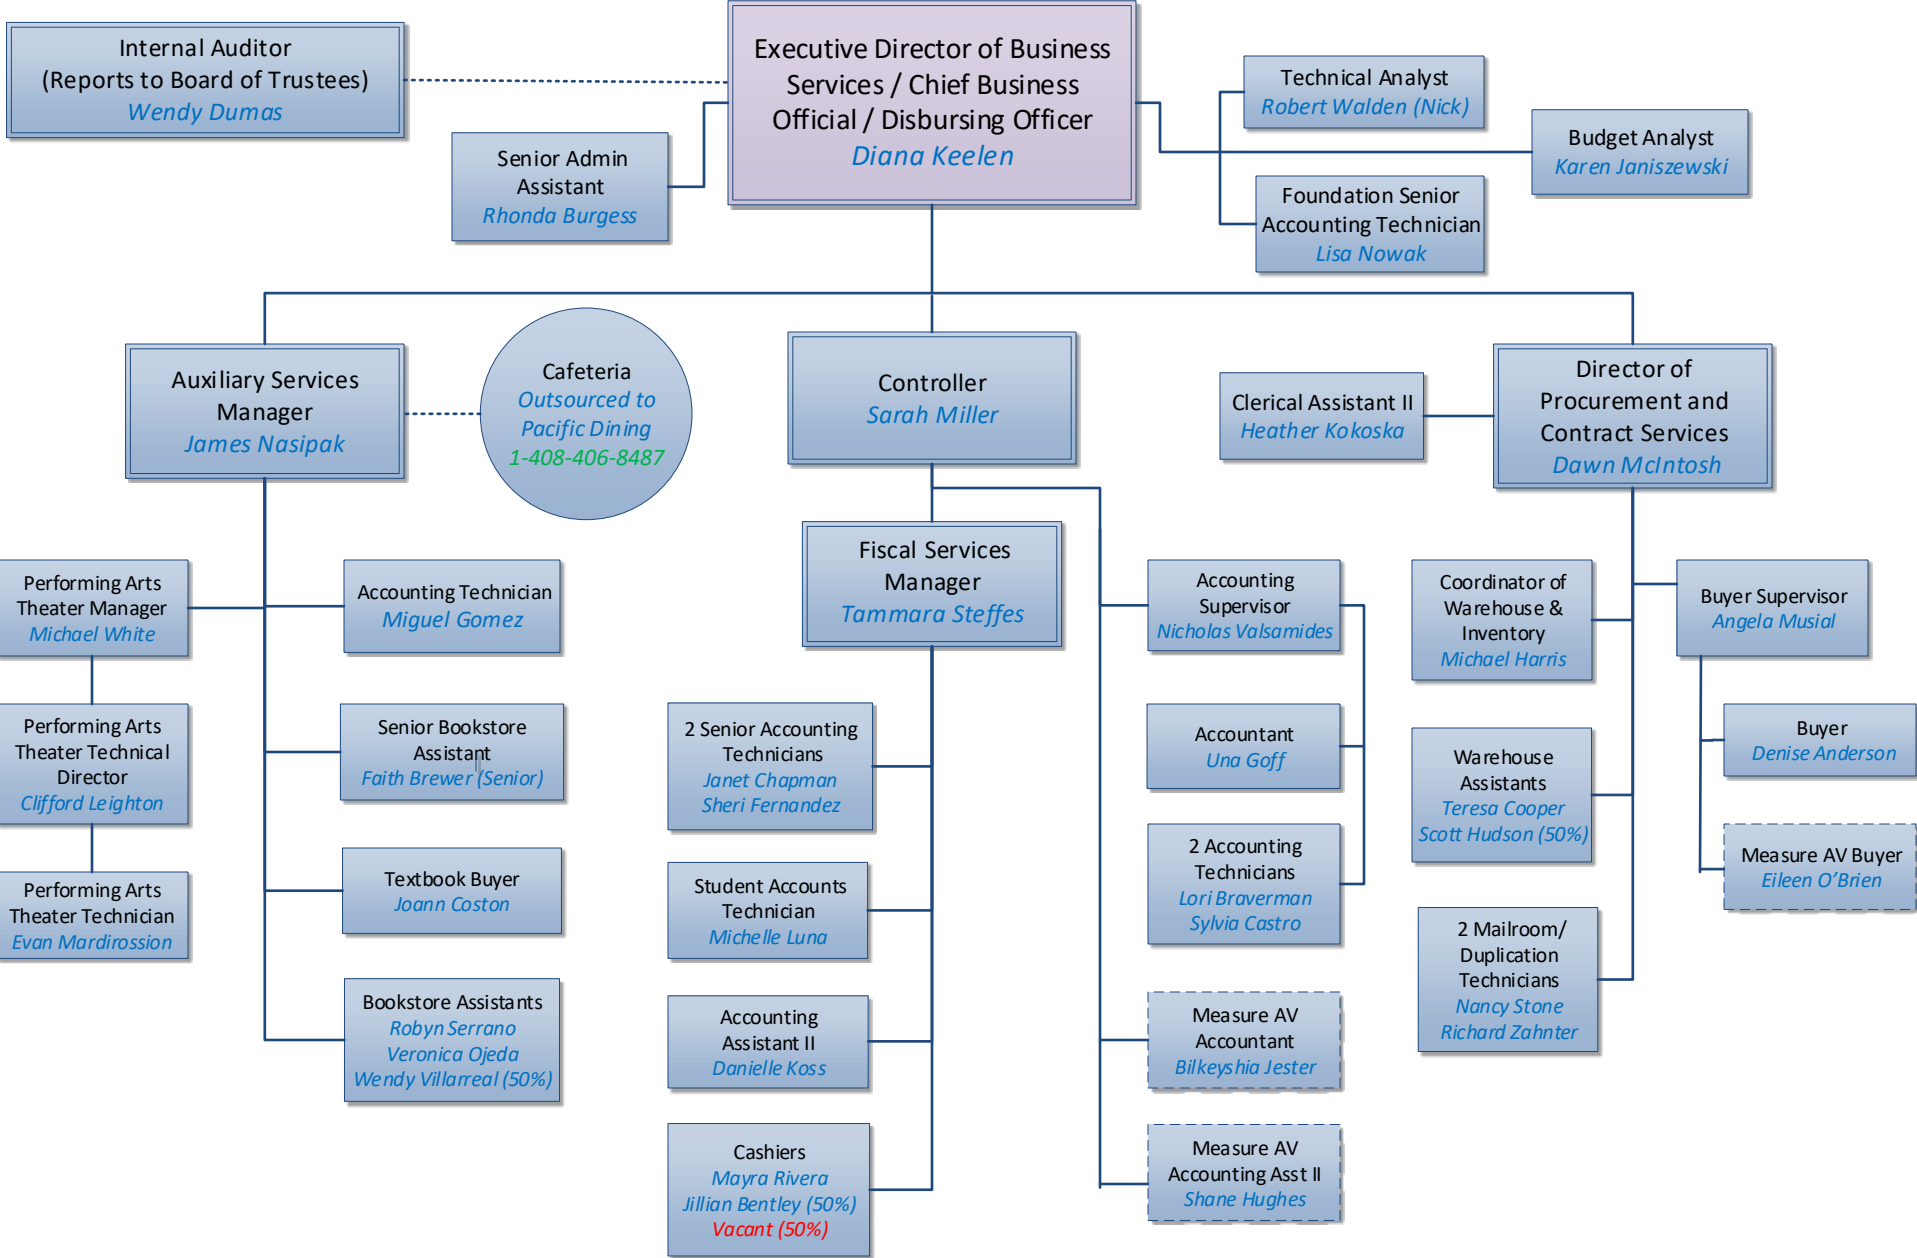 Internal Auditor
(Reports to Board of Trustees)
Wendy Dumas
Executive Director of Business
Services / Chief Business
Official / Disbursing Officer
Diana Keelen
Senior Admin
Assistant
Rhonda Burgess
Technical Analyst
Robert Walden (Nick)
Budget Analyst
Karen Janiszewski
Foundation Senior
Accounting Technician
Lisa Nowak
Auxiliary Services
Manager
James Nasipak
Cafeteria
Outsourced to
Pacific Dining
1-408-406-8487
Controller
Sarah Miller
Clerical Assistant II
Heather Kokoska
Director of
Procurement and
Contract Services
Dawn McIntosh
Performing Arts
Theater Manager
Michael White
Performing Arts
Theater Technical
Director
Clifford Leighton
Performing Arts
Theater Technician
Evan Mardirossion
Accounting Technician
Miguel Gomez
Senior Bookstore
Assistant
Faith Brewer (Senior)
Textbook Buyer
Joann Coston
Bookstore Assistants
Robyn Serrano
Veronica Ojeda
Wendy Villarreal (50%)
Fiscal Services
Manager
Tammara Steffes
2 Senior Accounting
Technicians
Janet Chapman
Sheri Fernandez
Student Accounts
Technician
Michelle Luna
Accounting
Assistant II
Danielle Koss
Cashiers
Mayra Rivera
Jillian Bentley (50%)
Vacant (50%)
Accounting
Supervisor
Nicholas Valsamides
Accountant
Una Goff
2 Accounting
Technicians
Lori Braverman
Sylvia Castro
Measure AV
Accountant
Bilkeyshia Jester
Measure AV
Accounting Asst II
Shane Hughes
Coordinator of
Warehouse &
Inventory
Michael Harris
Warehouse
Assistants
Teresa Cooper
Scott Hudson (50%)
2 Mailroom/
Duplication
Technicians
Nancy Stone
Richard Zahnter
Buyer Supervisor
Angela Musial
Buyer
Denise Anderson
Measure AV Buyer
Eileen O’Brien